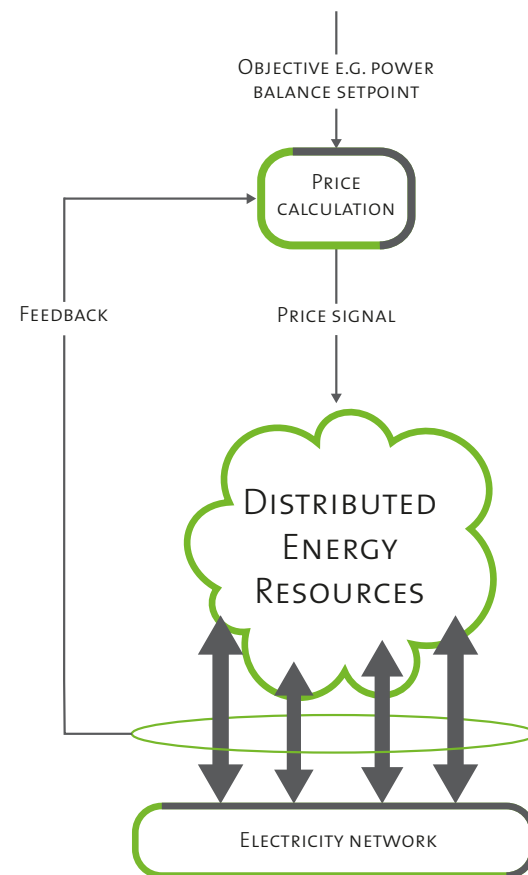 Objective e.g. power
balance setpoint
Price
calculation
Feedback
Price signal
Distributed
Energy
Resources
Electricity network